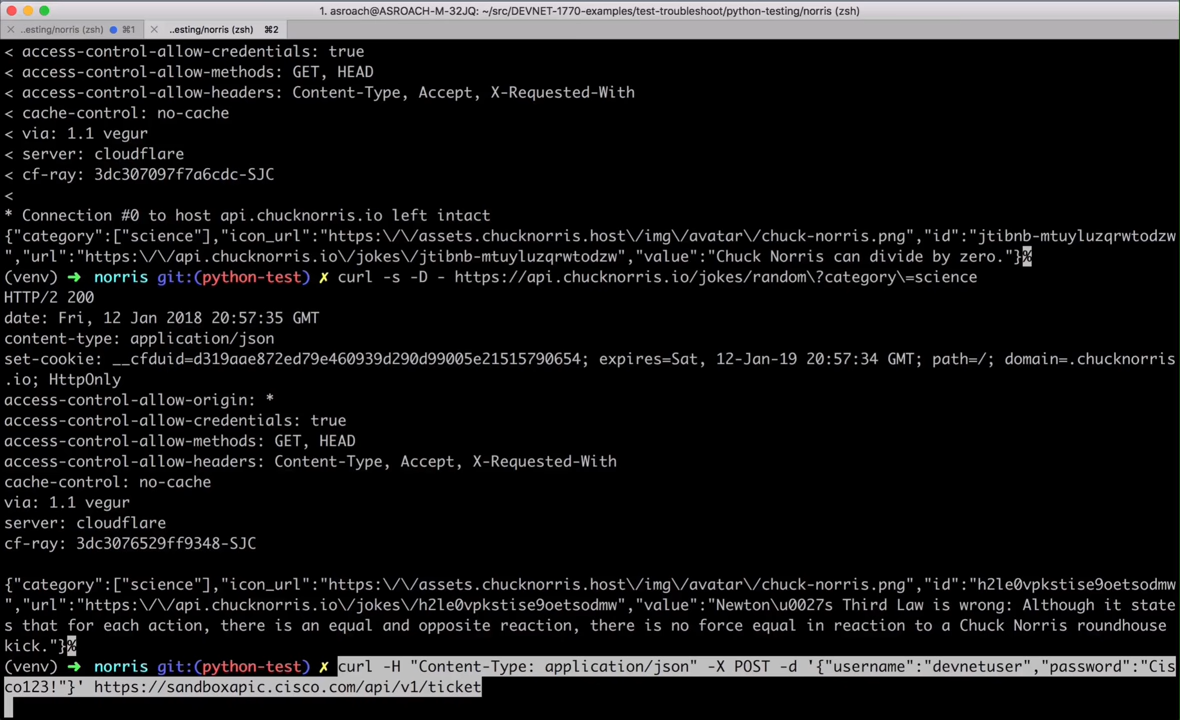 1. asroach@ASROACH-M-32JQ: ~/src/DEVNET-1770-examples/test-troubleshoot/python-testing/norris (zsh)
..esting/norris (zsh) ⌘1 ..esting/norris (zsh) ⌘2
< access-control-allow-credentials: true
< access-control-allow-methods: GET, HEAD
< access-control-allow-headers: Content-Type, Accept, X-Requested-With
< cache-control: no-cache
< via: 1.1 vegur
< server: cloudflare
< cf-ray: 3dc307097f7a6cdc-SJC
<
* Connection #0 to host api.chucknorris.io left intact
{"category":["science"],"icon_url":"https:\/\/assets.chucknorris.host\/img\/avatar\/chuck-norris.png","id":"jtibnb-mtuyluzqrwtodzw
","url":"https:\/\/api.chucknorris.io\/jokes\/jtibnb-mtuyluzqrwtodzw","value":"Chuck Norris can divide by zero."}%
(venv) ➜ norris git:(python-test) ✗ curl -s -D - https://api.chucknorris.io/jokes/random\?category\=science
HTTP/2 200
date: Fri, 12 Jan 2018 20:57:35 GMT
content-type: application/json
set-cookie: __cfduid=d319aae872ed79e460939d290d99005e21515790654; expires=Sat, 12-Jan-19 20:57:34 GMT; path=/; domain=.chucknorris
.io; HttpOnly
access-control-allow-origin: *
access-control-allow-credentials: true
access-control-allow-methods: GET, HEAD
access-control-allow-headers: Content-Type, Accept, X-Requested-With
cache-control: no-cache
via: 1.1 vegur
server: cloudflare
cf-ray: 3dc3076529ff9348-SJC
{"category":["science"],"icon_url":"https:\/\/assets.chucknorris.host\/img\/avatar\/chuck-norris.png","id":"h2le0vpkstise9oetsodmw
","url":"https:\/\/api.chucknorris.io\/jokes\/h2le0vpkstise9oetsodmw","value":"Newton\u0027s Third Law is wrong: Although it state
s that for each action, there is an equal and opposite reaction, there is no force equal in reaction to a Chuck Norris roundhouse
kick."}%
(venv) ➜ norris git:(python-test) ✗ curl -H "Content-Type: application/json" -X POST -d '{"username":"devnetuser","password":"Cis
co123!"}' https://sandboxapic.cisco.com/api/v1/ticket